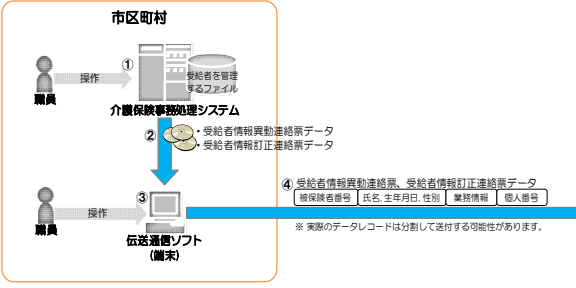 市区町村
①
受給者を管理
するファイル
操作
職員
介護保険事務処理システム
②
・受給者情報異動連絡票データ
・受給者情報訂正連絡票データ
③
操作
職員
伝送通信ソフト
(端末)
④ 受給者情報異動連絡票、受給者情報訂正連絡票データ
被保険者番号 氏名、生年月日、性別 業務情報 個人番号
※ 実際のデータレコードは分割して送付する可能性があります。